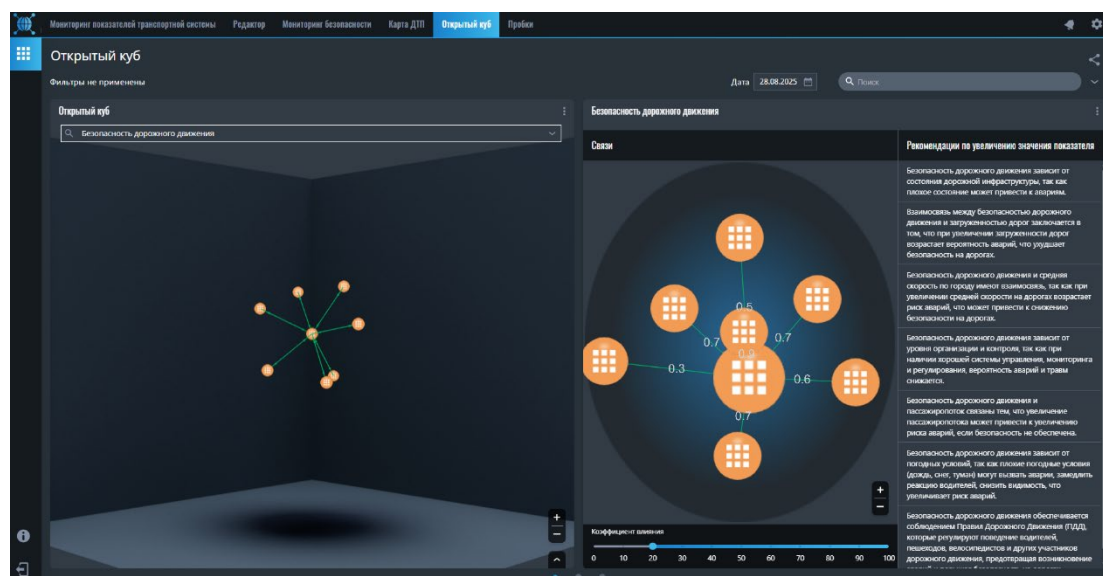 Мониторинг показателей транспортной системы Редактор Мониторинг безопасности Карта ДТП Открытый куб Пробки
Открытый куб
Фильтры не применены
Дата 28.08.2025 Поиск
Открытый куб
Безопасность дорожного движения
Безопасность дорожного движения
Связи
0.5
0.7
0.7
0.9
0.3
0.6
0.7
Коэффициент влияния
0 10 20 30 40 50 60 70 80 90 100
Рекомендации по увеличению значения показателя
Безопасность дорожного движения зависит от
состояния дорожной инфраструктуры, так как
плохое состояние может привести к авариям.
Взаимосвязь между безопасностью дорожного
движения и загруженностью дорог заключается в
том, что при увеличении загруженности дорог
возрастает вероятность аварий, что ухудшает
безопасность на дорогах.
Безопасность дорожного движения и средняя
скорость по городу имеют взаимосвязь, так как при
увеличении средней скорости на дорогах возрастает
риск аварий, что может привести к снижению
безопасности на дорогах.
Безопасность дорожного движения зависит от
уровня организации и контроля, так как при
наличии хорошей системы управления, мониторинга
и регулирования, вероятность аварий и травм
снижается.
Безопасность дорожного движения и
пассажиропоток связаны тем, что увеличение
пассажиропотока может привести к увеличению
риска аварий, если безопасность не обеспечена.
Безопасность дорожного движения зависит от
погодных условий, так как плохие погодные условия
(дождь, снег, туман) могут вызвать аварии, замедлить
реакцию водителей, снизить видимость, что
увеличивает риск аварий.
Безопасность дорожного движения обеспечивается
соблюдением Правил Дорожного Движения (ПДД),
которые регулируют поведение водителей,
пешеходов, велосипедистов и других участников
дорожного движения, предотвращая возникновение